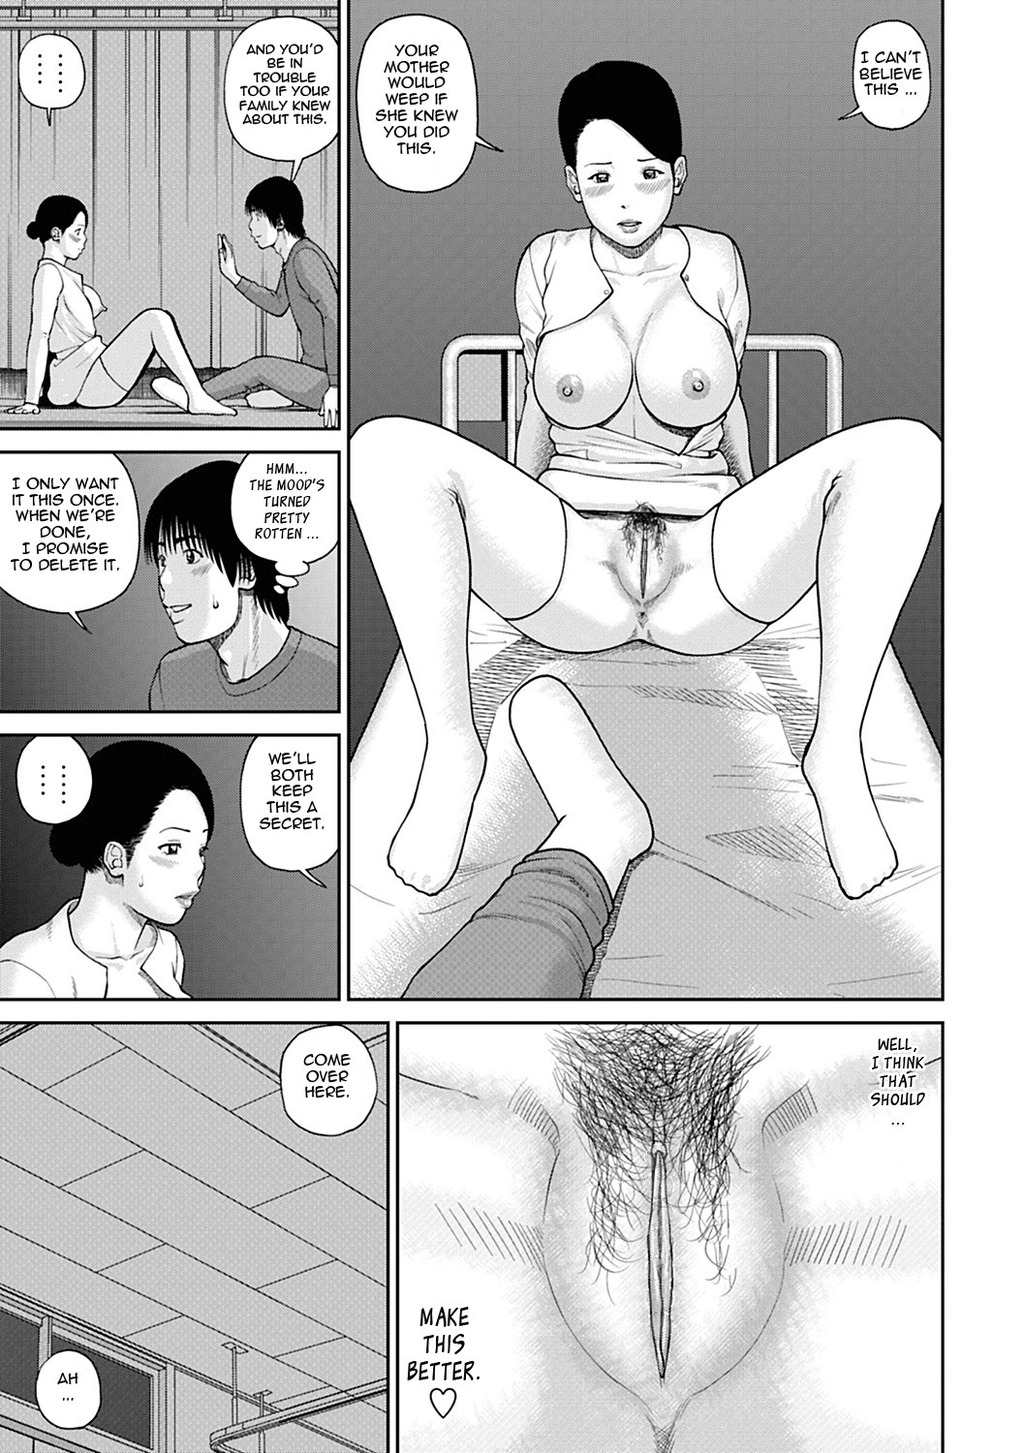 I CAN'T
BELIEVE
THIS ...
YOUR
MOTHER
WOULD
WEEP IF
SHE KNEW
YOU DID
THIS.
AND YOU'D
BE IN
TROUBLE
TOO IF YOUR
FAMILY KNEW
ABOUT THIS.
HMM...
THE MOOD'S
TURNED
PRETTY
ROTTEN ...
I ONLY WANT
IT THIS ONCE.
WHEN WE'RE
DONE,
I PROMISE
TO DELETE IT.
WE'LL
BOTH
KEEP
THIS A
SECRET.
WELL,
I THINK
THAT
SHOULD
...
MAKE
THIS
BETTER.
♡
COME
OVER
HERE.
AH
...